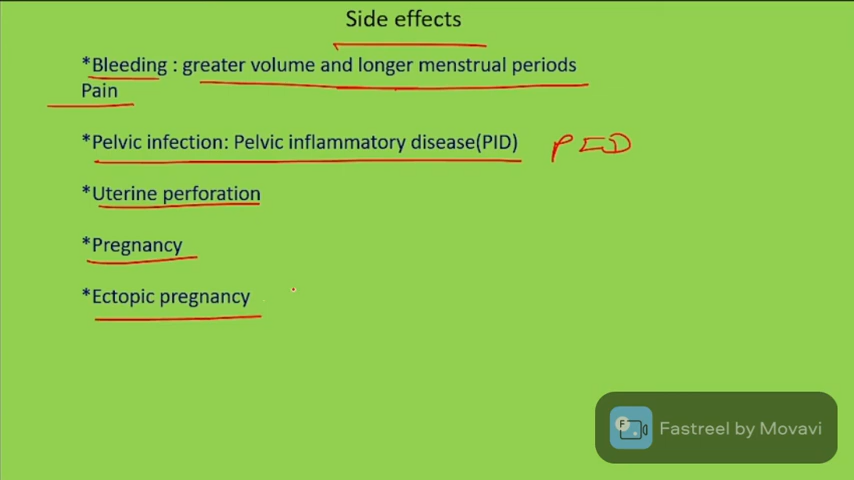 Side effects
*Bleeding : greater volume and longer menstrual periods
Pain
*Pelvic infection: Pelvic inflammatory disease(PID) PID
*Uterine perforation
*Pregnancy
*Ectopic pregnancy
F
Fastreel by Movavi